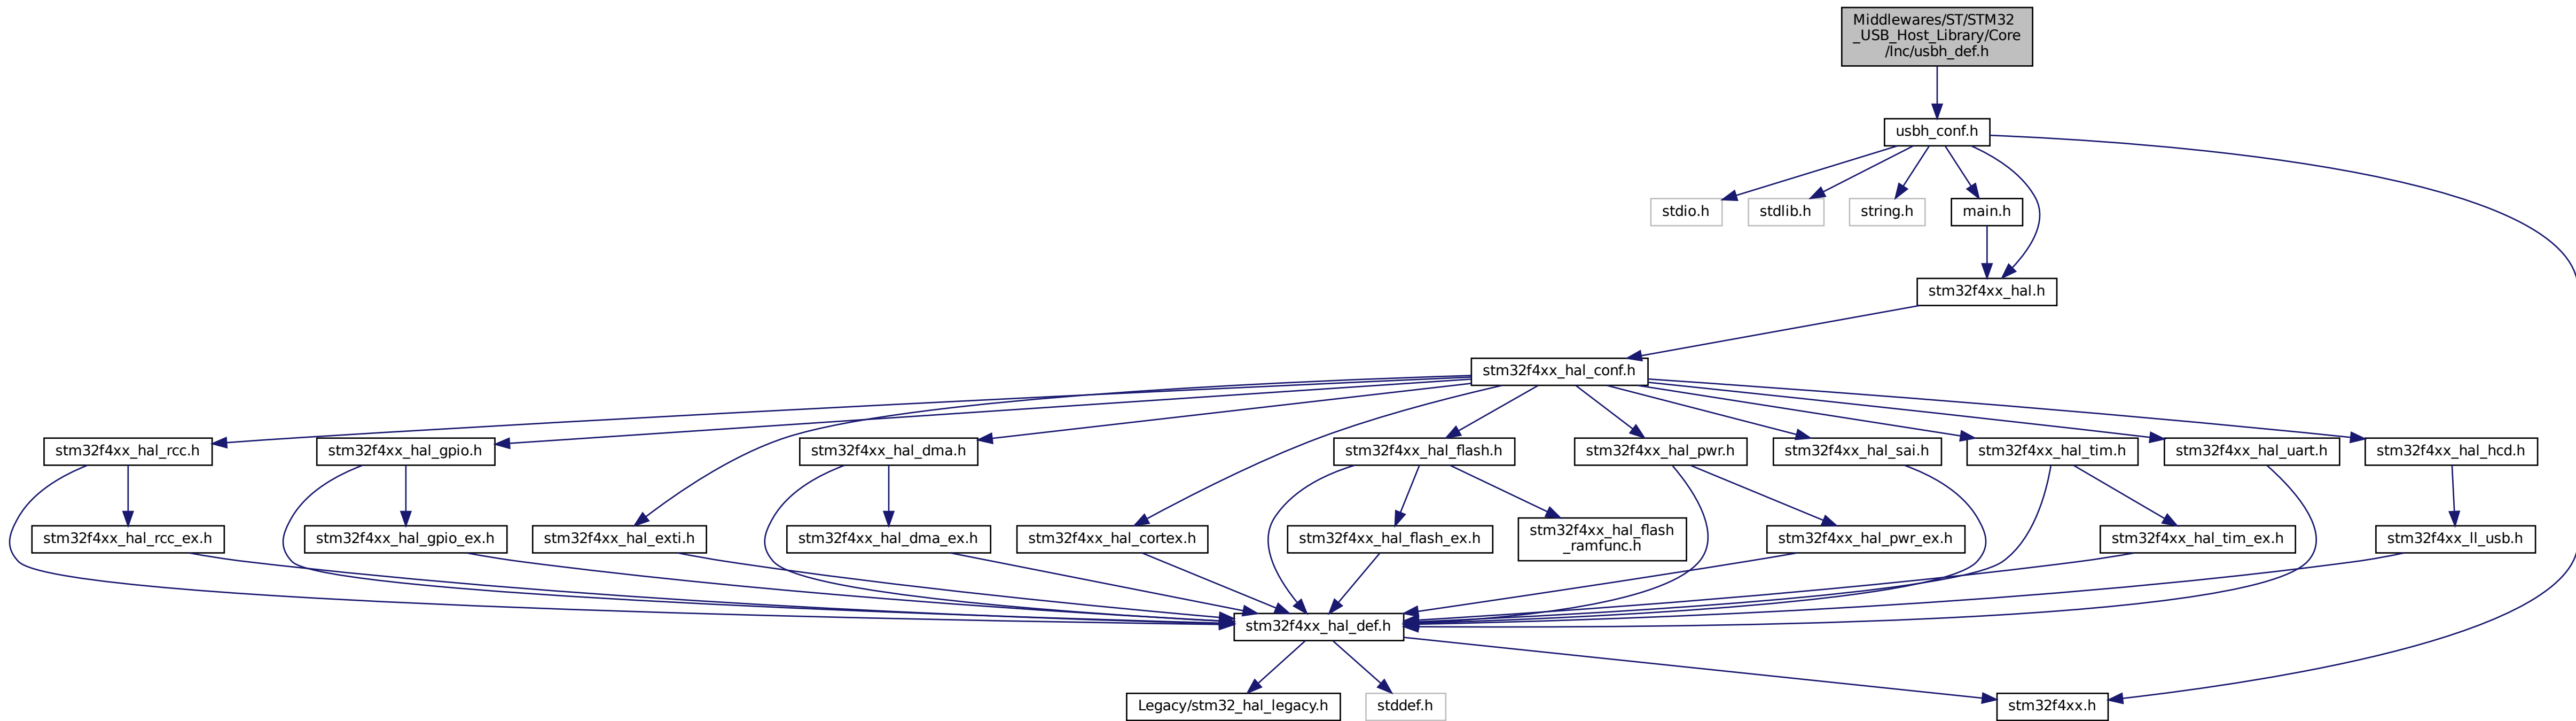 Middlewares/ST/STM32
_USB_Host_Library/Core
/Inc/usbh_def.h
usbh_conf.h
stdio.h
stdlib.h
string.h
main.h
stm32f4xx_hal.h
stm32f4xx_hal_conf.h
stm32f4xx_hal_rcc.h
stm32f4xx_hal_gpio.h
stm32f4xx_hal_dma.h
stm32f4xx_hal_flash.h
stm32f4xx_hal_pwr.h
stm32f4xx_hal_sai.h
stm32f4xx_hal_tim.h
stm32f4xx_hal_uart.h
stm32f4xx_hal_hcd.h
stm32f4xx_hal_rcc_ex.h
stm32f4xx_hal_gpio_ex.h
stm32f4xx_hal_exti.h
stm32f4xx_hal_dma_ex.h
stm32f4xx_hal_cortex.h
stm32f4xx_hal_flash_ex.h
stm32f4xx_hal_flash
_ramfunc.h
stm32f4xx_hal_pwr_ex.h
stm32f4xx_hal_tim_ex.h
stm32f4xx_ll_usb.h
stm32f4xx_hal_def.h
Legacy/stm32_hal_legacy.h
stddef.h
stm32f4xx.h